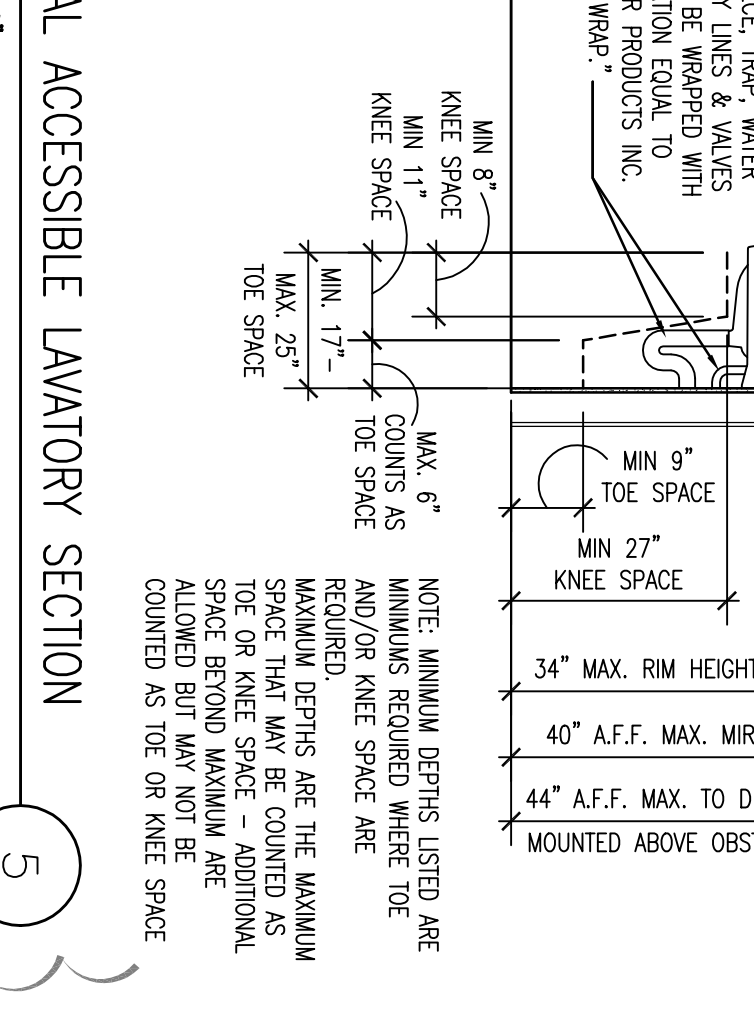 CE, TRAP, WATER
Y LINES & VALVES
BE WRAPPED WITH
TION EQUAL TO
R PRODUCTS INC.
WRAP."
MIN 8"
KNEE SPACE
MIN 11"
KNEE SPACE
MIN. 17"–
MAX. 25"
TOE SPACE
MAX. 6"
COUNTS AS
TOE SPACE
MIN 9"
TOE SPACE
MIN 27"
KNEE SPACE
34" MAX. RIM HEIGHT
40" A.F.F. MAX. MIR
44" A.F.F. MAX. TO D
MOUNTED ABOVE OBST
NOTE: MINIMUM DEPTHS LISTED ARE
MINIMUMS REQUIRED WHERE TOE
AND/OR KNEE SPACE ARE
REQUIRED.
MAXIMUM DEPTHS ARE THE MAXIMUM
SPACE THAT MAY BE COUNTED AS
TOE OR KNEE SPACE – ADDITIONAL
SPACE BEYOND MAXIMUM ARE
ALLOWED BUT MAY NOT BE
COUNTED AS TOE OR KNEE SPACE
AL ACCESSIBLE LAVATORY SECTION
5